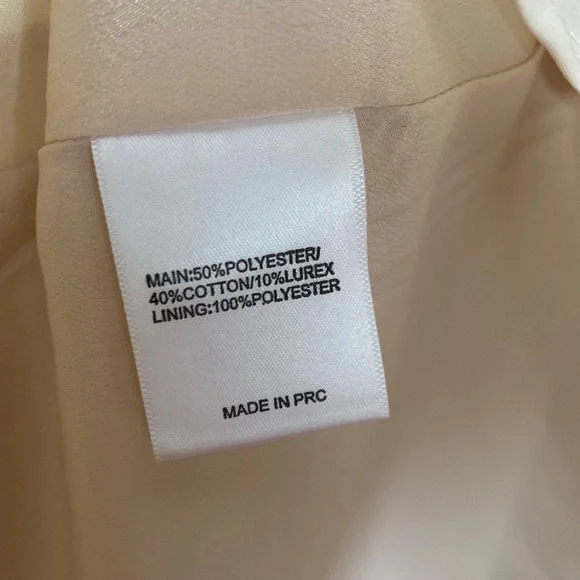 MAIN:50%POLYESTER/
40%COTTON/10%LUREX
LINING:100%POLYESTER
MADE IN PRC